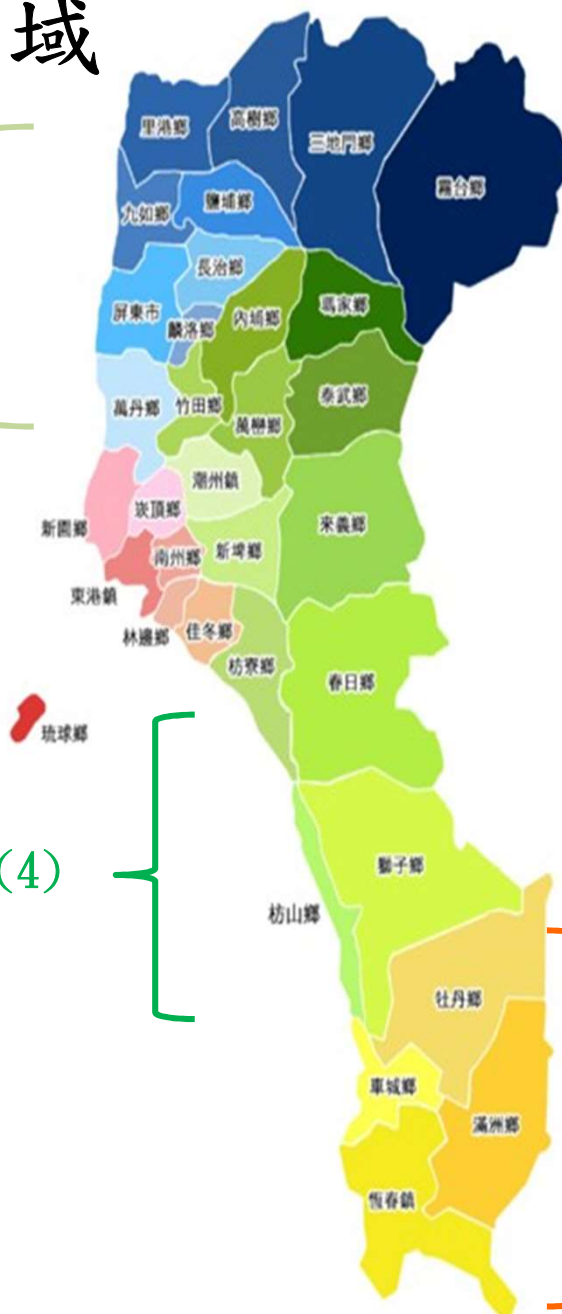 域
里港鄉
高樹鄉
三地門鄉
霧台鄉
九如鄉
鹽埔鄉
長治鄉
屏東市
麟洛鄉
內埔鄉
瑪家鄉
萬丹鄉
竹田鄉
萬巒鄉
泰武鄉
潮州鎮
新園鄉
崁頂鄉
來義鄉
南州鄉
新埤鄉
東港鎮
林邊鄉
佳冬鄉
枋寮鄉
春日鄉
琉球鄉
(4)
獅子鄉
枋山鄉
牡丹鄉
車城鄉
滿洲鄉
恆春鎮